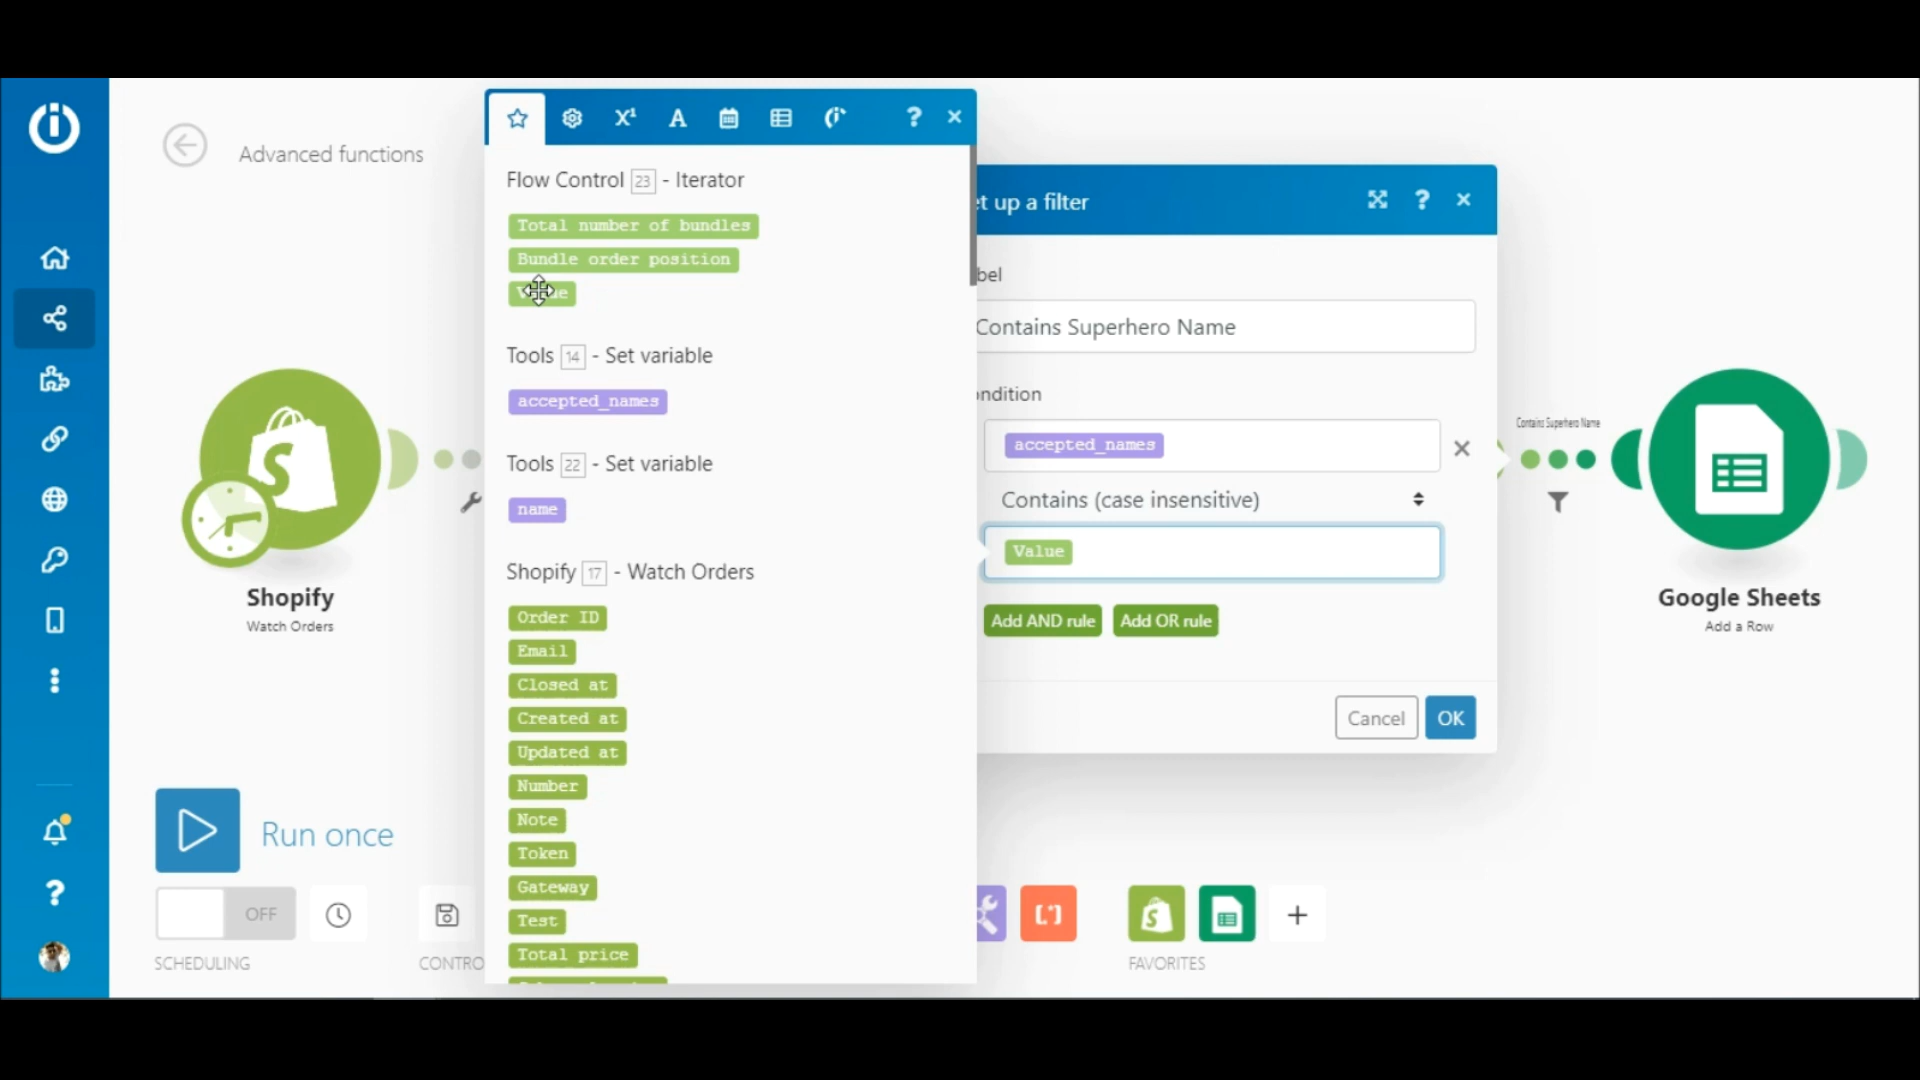 Advanced functions
Flow Control 23 - Iterator
Total number of bundles
Bundle order position
Tools 14 - Set variable
accepted_names
Tools 22 - Set variable
name
Shopify 17 - Watch Orders
Order ID
Email
Closed at
Created at
Updated at
Number
Note
Token
Gateway
Test
Total price
et up a filter
bel
Contains Superhero Name
ndition
accepted_names
Contains (case insensitive)
Value
Add AND rule
Add OR rule
Cancel
OK
Shopify
Watch Orders
Contains Superhero Name
Google Sheets
Add a Row
Run once
OFF
SCHEDULING
CONTRO
FAVORITES